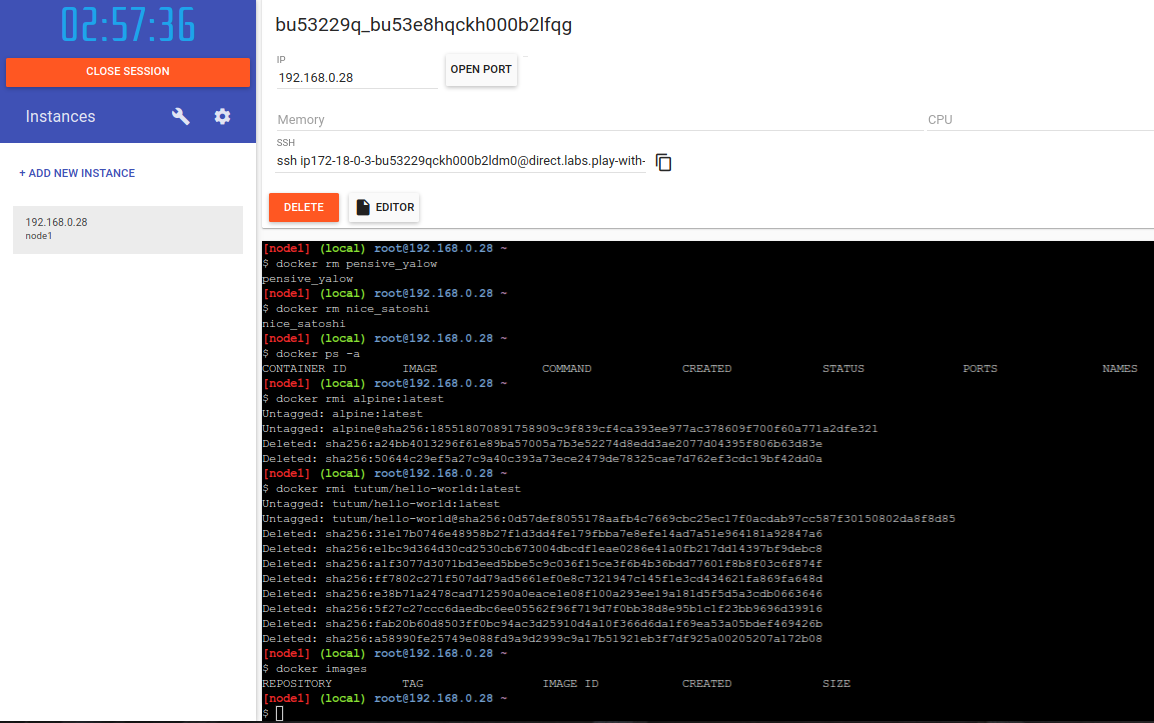 02:57:36
CLOSE SESSION
Instances
+ ADD NEW INSTANCE
192.168.0.28
node1
bu53229q_bu53e8hqckh000b2lfqg
IP
192.168.0.28
OPEN PORT
Memory
CPU
SSH
ssh ip172-18-0-3-bu53229qckh000b2ldm0@direct.labs.play-with-
DELETE
EDITOR
[node1] (local) root@192.168.0.28 ~
$ docker rm pensive_yalow
pensive_yalow
[node1] (local) root@192.168.0.28 ~
$ docker rm nice_satoshi
nice_satoshi
[node1] (local) root@192.168.0.28 ~
$ docker ps -a
CONTAINER ID IMAGE COMMAND CREATED STATUS PORTS NAMES
[node1] (local) root@192.168.0.28 ~
$ docker rmi alpine:latest
Untagged: alpine:latest
Untagged: alpine@sha256:185518070891758909c9f839cf4ca393ee977ac378609f700f60a771a2dfe321
Deleted: sha256:a24bb4013296f61e89ba57005a7b3e52274d8edd3ae2077d04395f806b63d83e
Deleted: sha256:50644c29ef5a27c9a40c393a73ece2479de78325cae7d762ef3cdc19bf42dd0a
[node1] (local) root@192.168.0.28 ~
$ docker rmi tutum/hello-world:latest
Untagged: tutum/hello-world:latest
Untagged: tutum/hello-world@sha256:0d57def8055178aafb4c7669cbc25ec17f0acdab97cc587f30150802da8f8d85
Deleted: sha256:31e17b0746e48958b27f1d3dd4fe179fbba7e8efe14ad7a51e964181a92847a6
Deleted: sha256:e1bc9d364d30cd2530cb673004dbcdf1eae0286e41a0fb217dd14397bf9debc8
Deleted: sha256:a1f3077d3071bd3eed5bbe5c9c036f15ce3f6b4b36bdd77601f8b8f03c6f874f
Deleted: sha256:ff7802c271f507dd79ad5661ef0e8c7321947c145f1e3cd434621fa869fa648d
Deleted: sha256:e38b71a2478cad712590a0eace1e08f100a293ee19a181d5f5d5a3cdb0663646
Deleted: sha256:5f27c27ccc6daedbc6ee05562f96f719d7f0bb38d8e95b1c1f23bb9696d39916
Deleted: sha256:fab20b60d8503ff0bc94ac3d25910d4a10f366d6da1f69ea53a05bdef469426b
Deleted: sha256:a58990fe25749e088fd9a9d2999c9a17b51921eb3f7df925a00205207a172b08
[node1] (local) root@192.168.0.28 ~
$ docker images
REPOSITORY TAG IMAGE ID CREATED SIZE
[node1] (local) root@192.168.0.28 ~
$